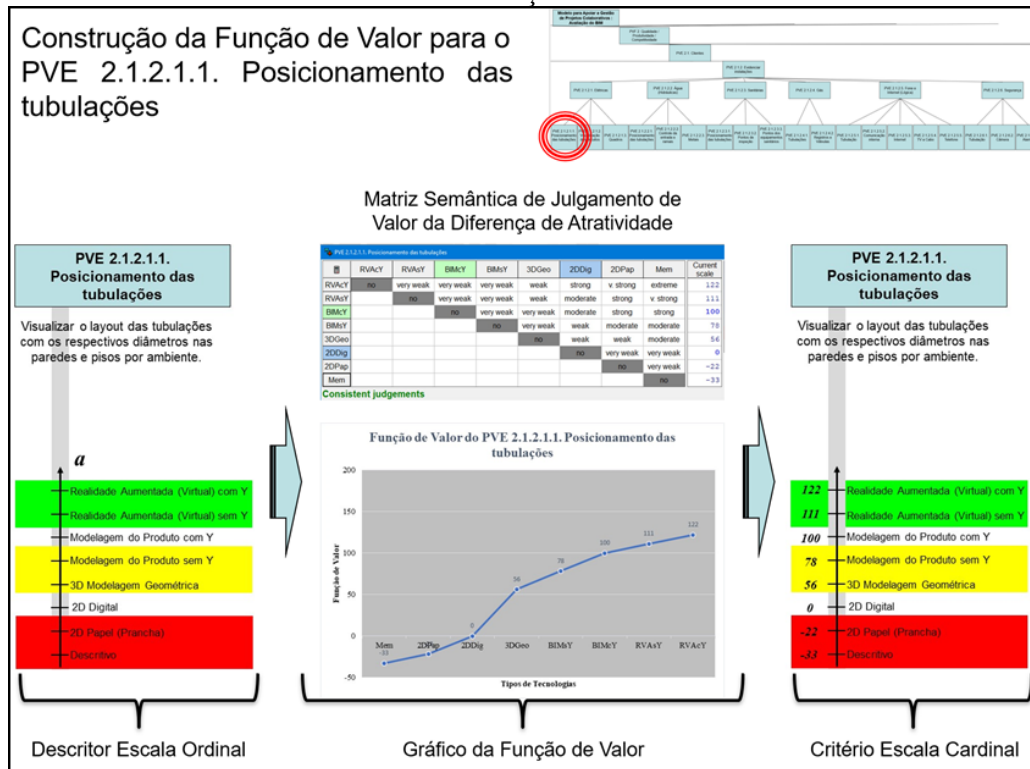 Construção da Função de Valor para o
PVE 2.1.2.1.1. Posicionamento das
tubulações
Modelo para Apoiar a Gestão
de Projetos Colaborativos :
Avaliação do BIM
Matriz Semântica de Julgamento de
Valor da Diferença de Atratividade
PVE 2.1.2.1.1.
Posicionamento das
tubulações
Visualizar o layout das tubulações
com os respectivos diâmetros nas
paredes e pisos por ambiente.
a
Realidade Aumentada (Virtual) com Y
Realidade Aumentada (Virtual) sem Y
Modelagem do Produto com Y
Modelagem do Produto sem Y
3D Modelagem Geométrica
2D Digital
2D Papel (Prancha)
Descritivo
Descritor Escala Ordinal
PVE 2.1.2.1.1. Posicionamento das tubulações
RVAcY RVAsY BIMcY BIMsY 3DGeo 2DDig 2DPap Mem Current scale
RVAcY no very weak very weak very weak weak strong v. strong extreme 122
RVAsY no very weak very weak weak moderate strong v. strong 111
BIMcY no very weak very weak moderate strong strong 100
BIMsY no very weak weak moderate moderate 78
3DGeo no weak weak moderate 56
2DDig no very weak very weak 0
2DPap no very weak -22
Mem no -33
Consistent judgements
Função de Valor do PVE 2.1.2.1.1. Posicionamento das
tubulações
Função de Valor
200
150
100
50
0
-50
-33
0
56
78
100
111
122
Mem 2DPap 2DDig 3DGeo BIMsY BIMcY RVAsY RVAcY
Tipos de Tecnologias
Gráfico da Função de Valor
PVE 2.1.2.1.1.
Posicionamento das
tubulações
Visualizar o layout das tubulações
com os respectivos diâmetros nas
paredes e pisos por ambiente.
122 Realidade Aumentada (Virtual) com Y
111 Realidade Aumentada (Virtual) sem Y
100 Modelagem do Produto com Y
78 Modelagem do Produto sem Y
56 3D Modelagem Geométrica
0 2D Digital
-22 2D Papel (Prancha)
-33 Descritivo
Critério Escala Cardinal